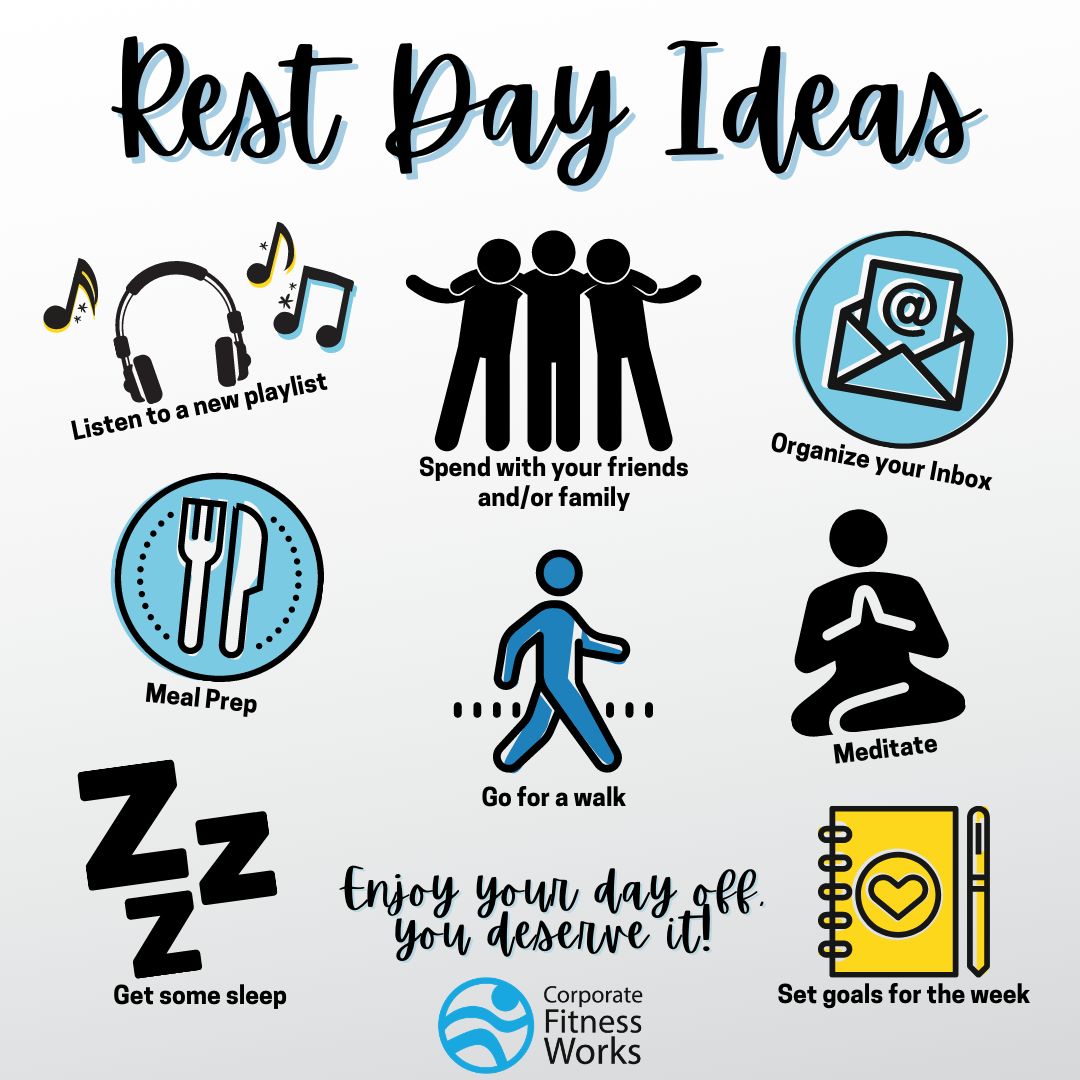 Rest Day Ideas
Listen to a new playlist
Spend with your friends
and/or family
@
Organize your Inbox
Meal Prep
Go for a walk
Meditate
Z
Z
Z
Get some sleep
Enjoy your day off,
you deserve it!
Set goals for the week
Corporate
Fitness
Works